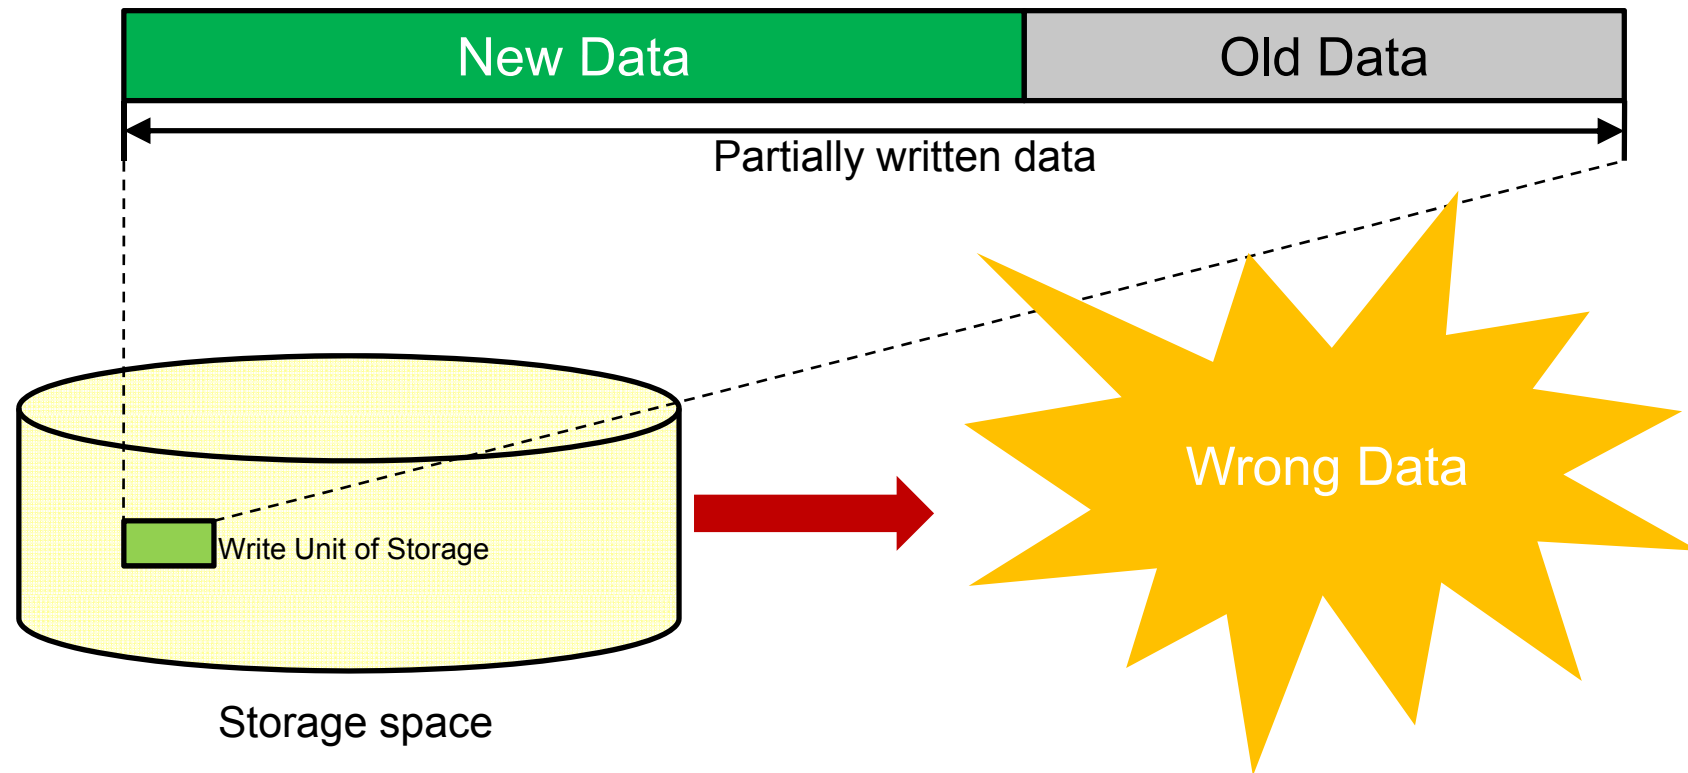 New Data
Old Data
Partially written data
Wrong Data
Write Unit of Storage
Storage space